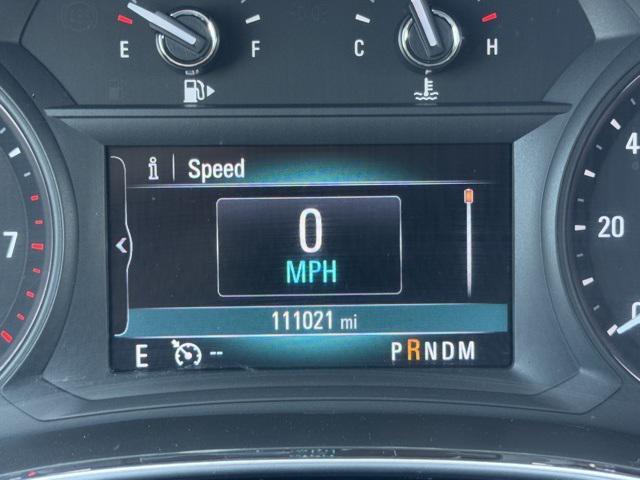 E F C H
7
4
20
i Speed
0
MPH
111021 mi
E -- PRNDM